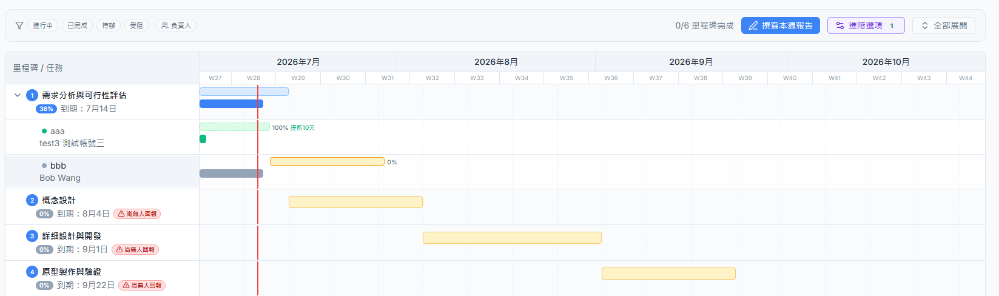 進行中 已完成 待辦 受阻 負責人 0/6 里程碑完成 撰寫本週報告 進階選項 1 全部展開
里程碑 / 任務 2026年7月 2026年8月 2026年9月 2026年10月
W27 W28 W29 W30 W31 W32 W33 W34 W35 W36 W37 W38 W39 W40 W41 W42 W43 W44
1 需求分析與可行性評估
38% 到期：7月14日
aaa 100% 提前10天
test3 測試帳號三
bbb 0%
Bob Wang
2 概念設計
0% 到期：8月4日 尚無人回報
3 詳細設計與開發
0% 到期：9月1日 尚無人回報
4 原型製作與驗證
0% 到期：9月22日 尚無人回報